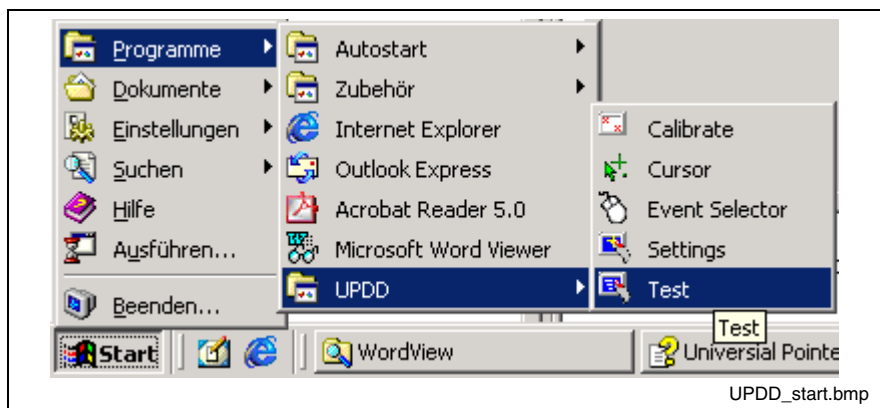 Programme
Dokumente
Einstellungen
Suchen
Hilfe
Ausführen...
Beenden...
Autostart
Zubehör
Internet Explorer
Outlook Express
Acrobat Reader 5.0
Microsoft Word Viewer
UPDD
Calibrate
Cursor
Event Selector
Settings
Test
Test
Start
WordView
Universial Pointe
UPDD_start.bmp